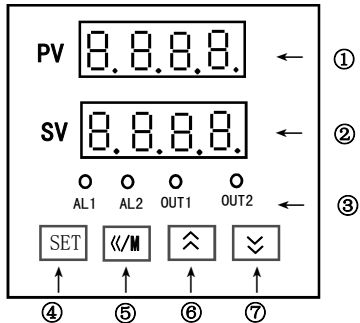 PV 8.8.8.8. ①
SV 8.8.8.8. ②
AL1 AL2 OUT1 OUT2 ③
SET «/M
④ ⑤ ⑥ ⑦